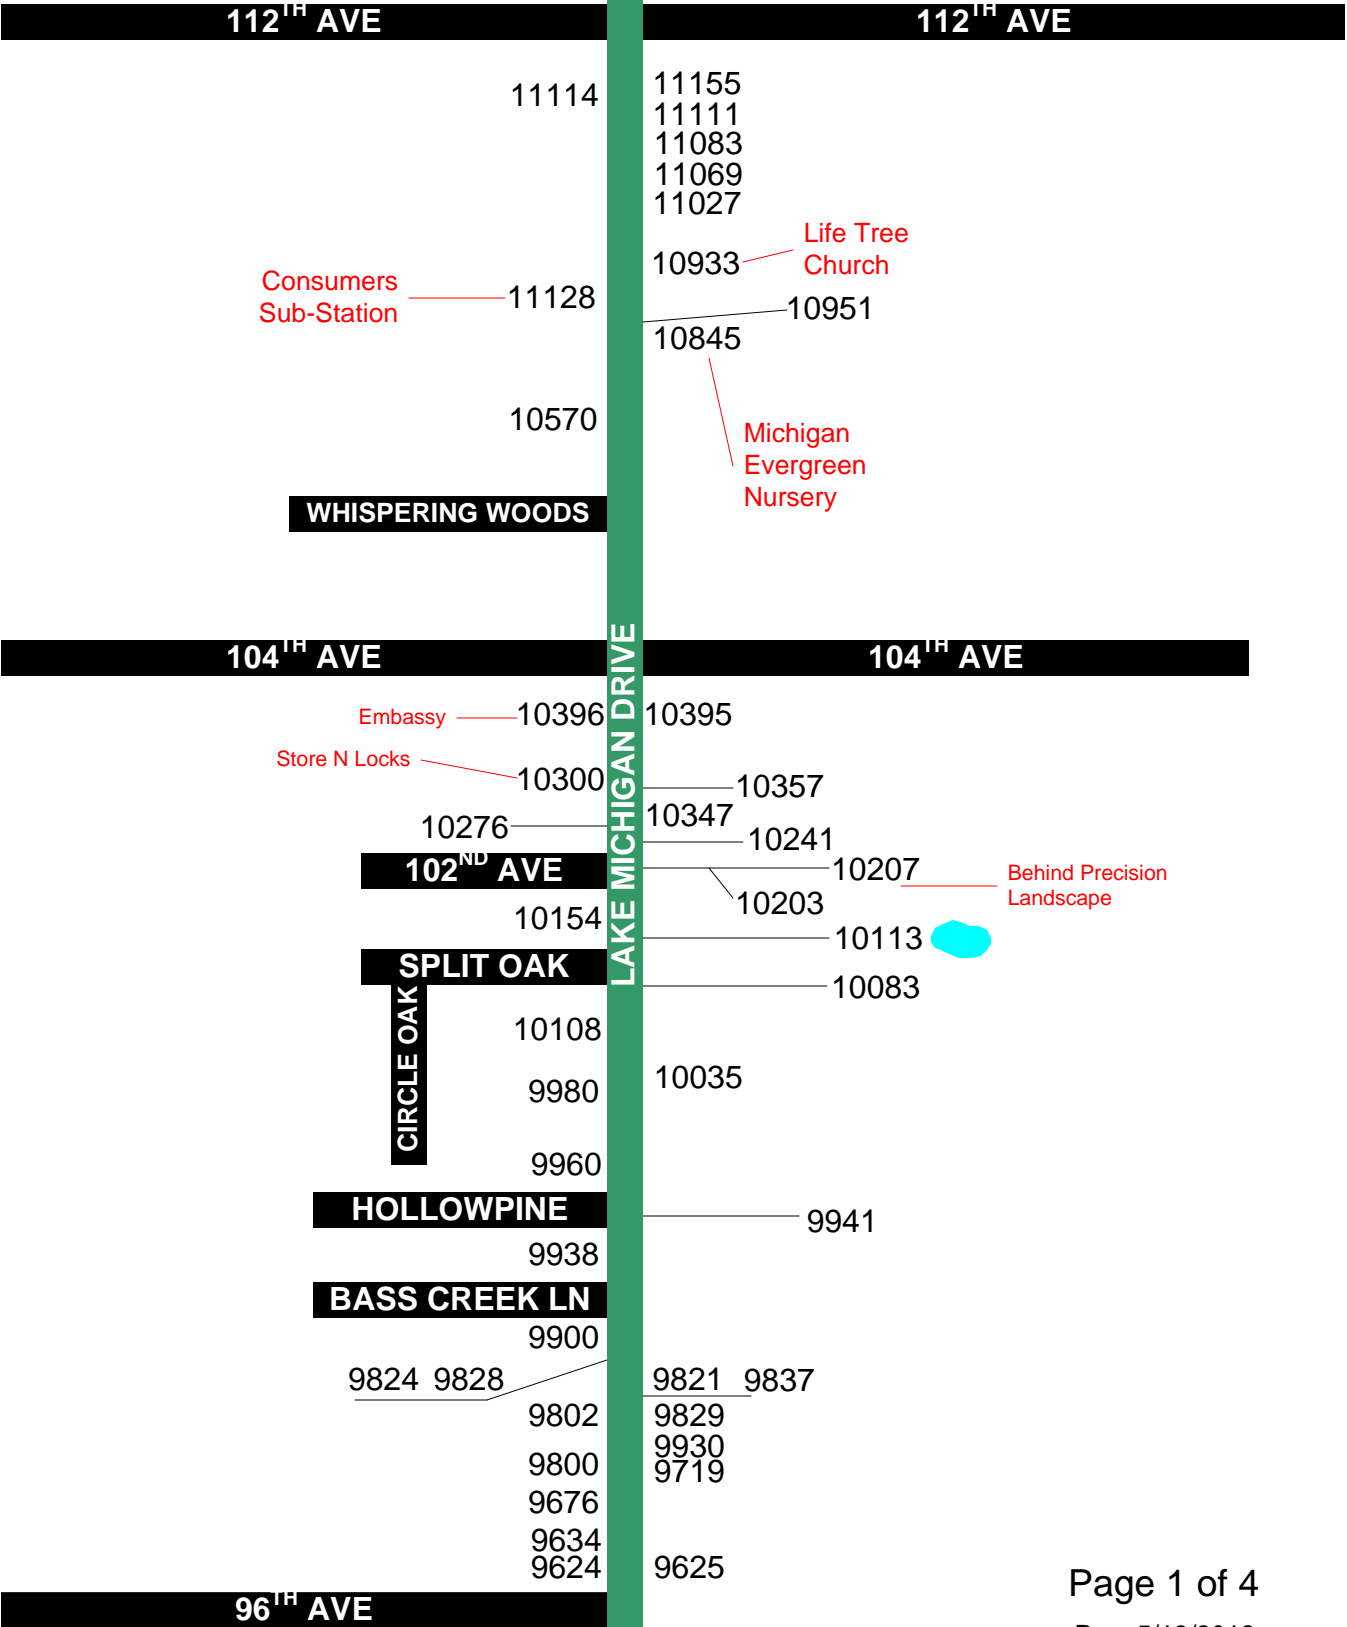 112TH AVE 112TH AVE
11114 11155
11111
11083
11069
11027
Life Tree
Church
10933
Consumers
Sub-Station
11128
10951
10845
10570
Michigan
Evergreen
Nursery
WHISPERING WOODS
LAKE MICHIGAN DRIVE
104TH AVE 104TH AVE
Embassy 10396 10395
Store N Locks 10300
10357
10347
10276
10241
102ND AVE
10207
Behind Precision
Landscape
10203
10154
10113
SPLIT OAK
10083
CIRCLE OAK
10108
10035
9980
9960
HOLLOWPINE
9941
9938
BASS CREEK LN
9900
9824 9828 9821 9837
9802 9829
9930
9800 9719
9676
9634
9624 9625
Page 1 of 4
96TH AVE